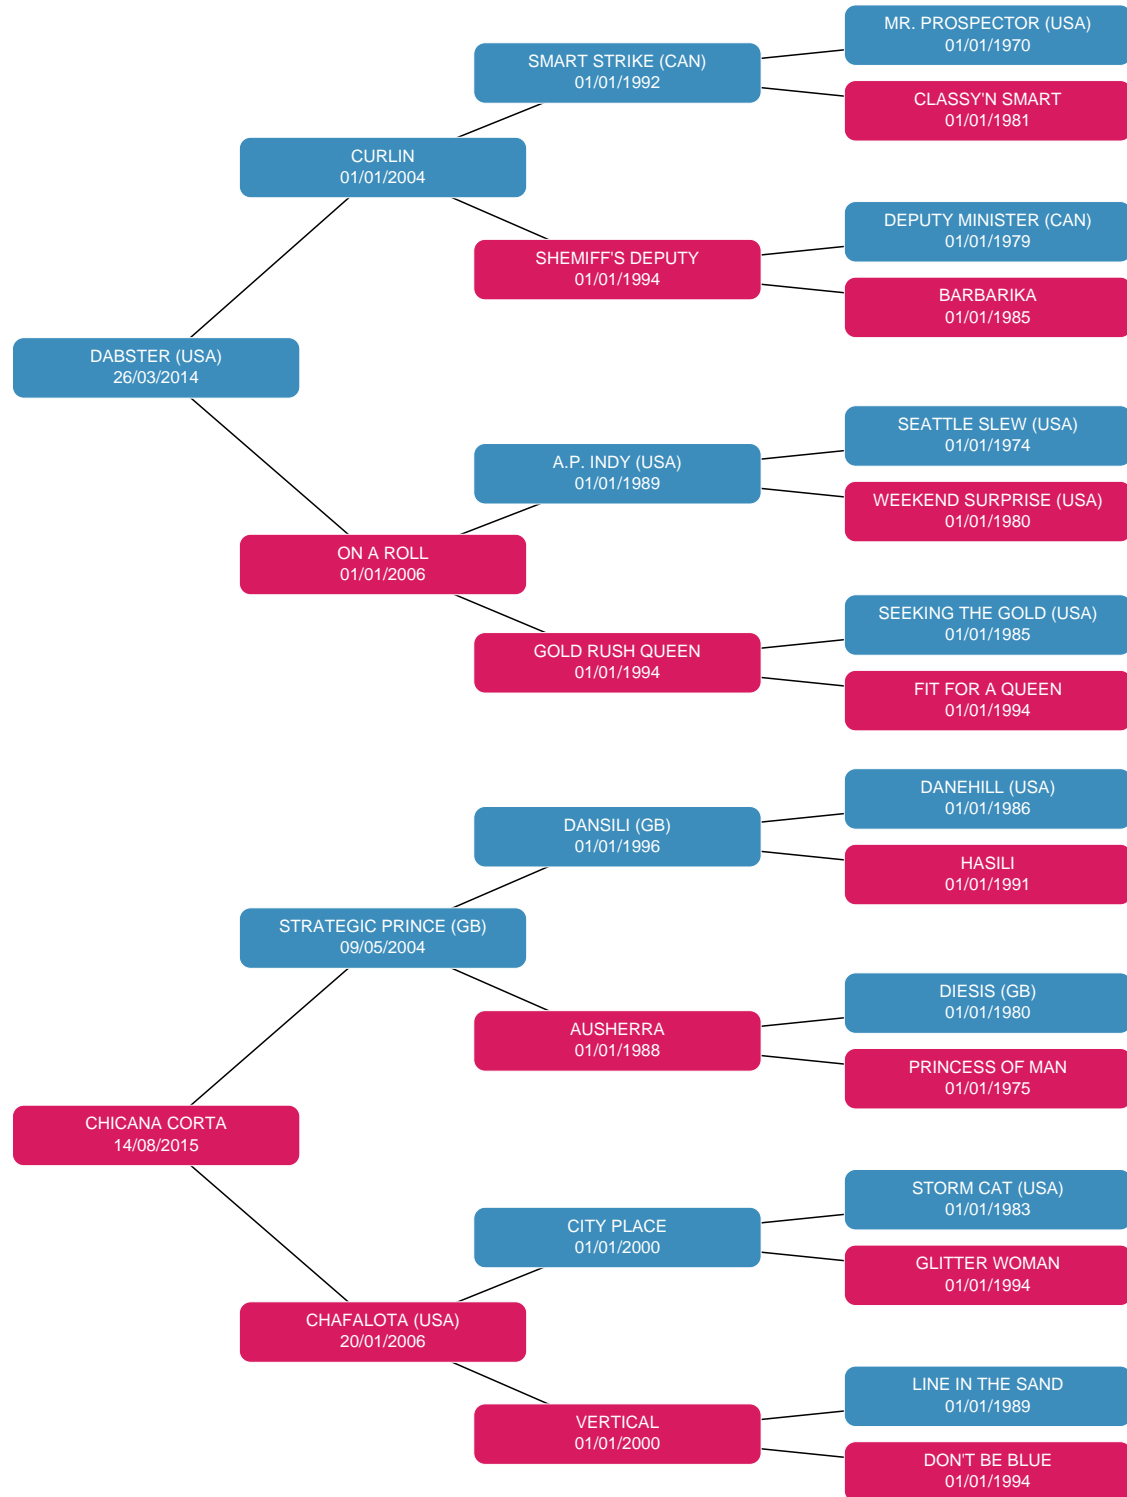 MR. PROSPECTOR (USA)
01/01/1970
SMART STRIKE (CAN)
01/01/1992
CLASSY'N SMART
01/01/1981
CURLIN
01/01/2004
DEPUTY MINISTER (CAN)
01/01/1979
SHEMIFF'S DEPUTY
01/01/1994
BARBARIKA
01/01/1985
DABSTER (USA)
26/03/2014
SEATTLE SLEW (USA)
01/01/1974
A.P. INDY (USA)
01/01/1989
WEEKEND SURPRISE (USA)
01/01/1980
ON A ROLL
01/01/2006
SEEKING THE GOLD (USA)
01/01/1985
GOLD RUSH QUEEN
01/01/1994
FIT FOR A QUEEN
01/01/1994
DANEHILL (USA)
01/01/1986
DANSILI (GB)
01/01/1996
HASILI
01/01/1991
STRATEGIC PRINCE (GB)
09/05/2004
DIESIS (GB)
01/01/1980
AUSHERRA
01/01/1988
PRINCESS OF MAN
01/01/1975
CHICANA CORTA
14/08/2015
STORM CAT (USA)
01/01/1983
CITY PLACE
01/01/2000
GLITTER WOMAN
01/01/1994
CHAFALOTA (USA)
20/01/2006
LINE IN THE SAND
01/01/1989
VERTICAL
01/01/2000
DON'T BE BLUE
01/01/1994